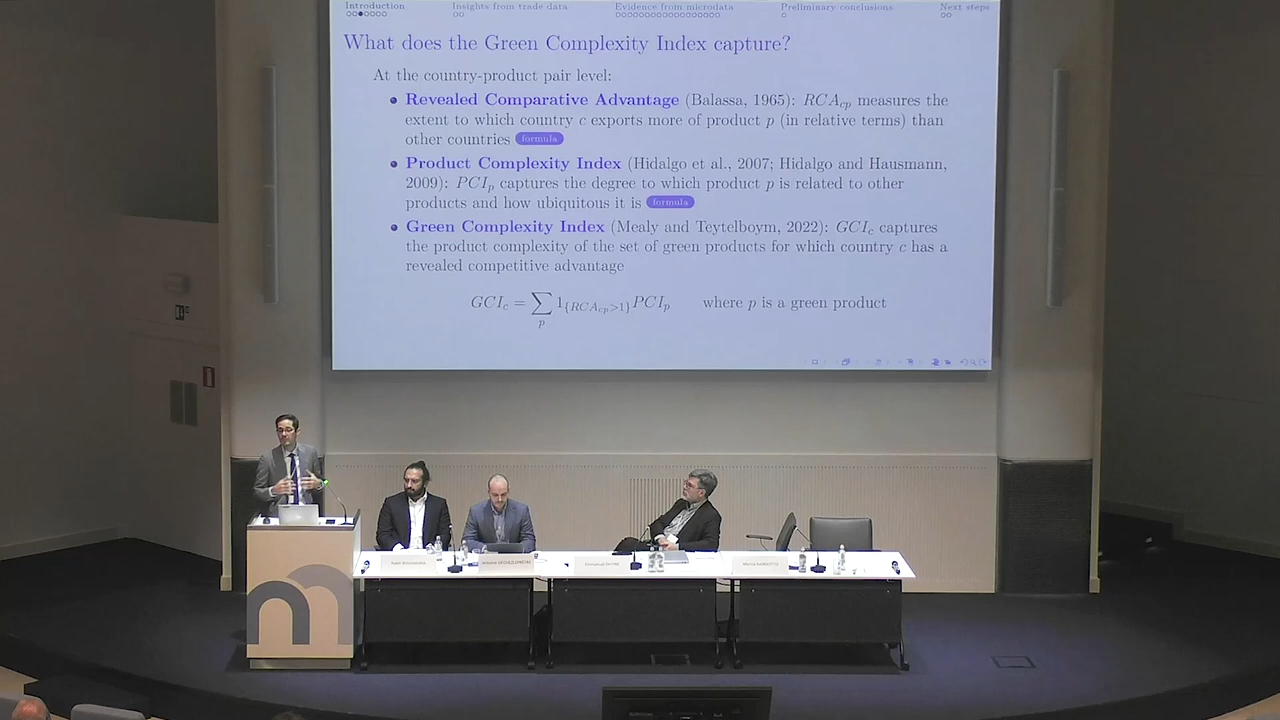 Introduction Insights from trade data Evidence from microdata Preliminary conclusions Next steps
What does the Green Complexity Index capture?
At the country-product pair level:
Revealed Comparative Advantage (Balassa, 1965): RCA_cp measures the
extent to which country c exports more of product p (in relative terms) than
other countries formula
Product Complexity Index (Hidalgo et al., 2007; Hidalgo and Hausmann,
2009): PCI_p captures the degree to which product p is related to other
products and how ubiquitous it is formula
Green Complexity Index (Mealy and Teytelboym, 2022): GCI_c captures
the product complexity of the set of green products for which country c has a
revealed competitive advantage
GCI_c = ∑_p 1_{RCA_cp>1} PCI_p where p is a green product